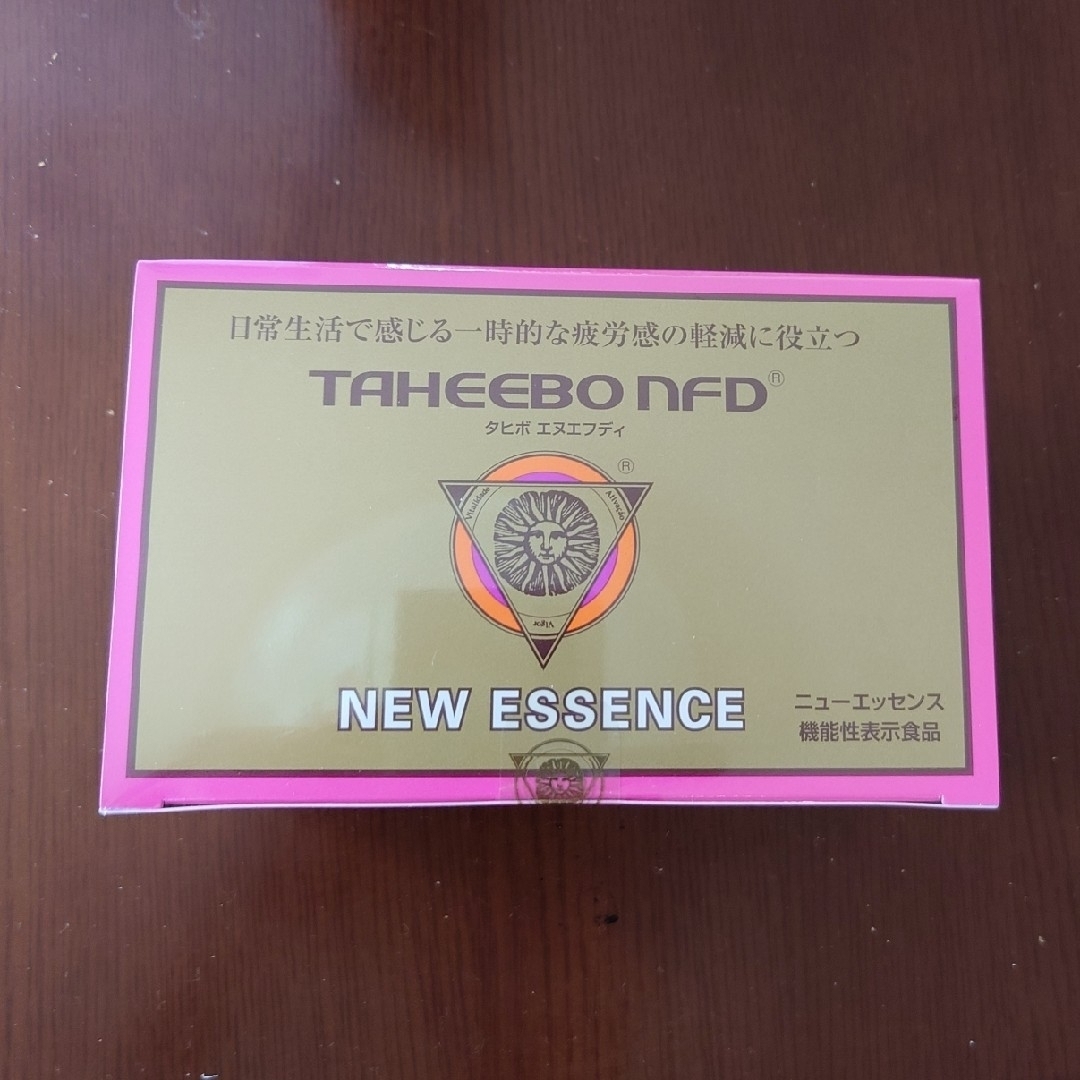 日常生活で感じる一時的な疲労感の軽減に役立つ
TAHEEBO NFD®
タヒボ エヌエフディ
®
Vitalidade
Ativação
NEW ESSENCE
ニューエッセンス
機能性表示食品